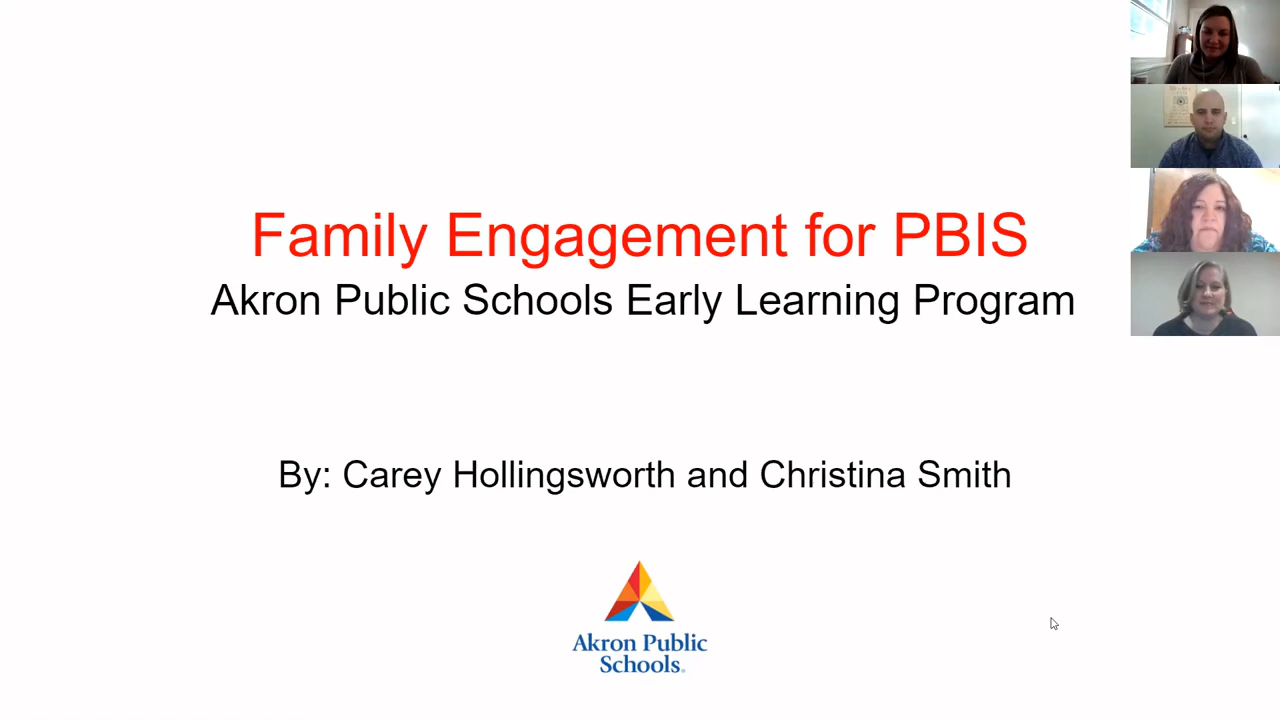 Family Engagement for PBIS
Akron Public Schools Early Learning Program
By: Carey Hollingsworth and Christina Smith
Akron Public
Schools